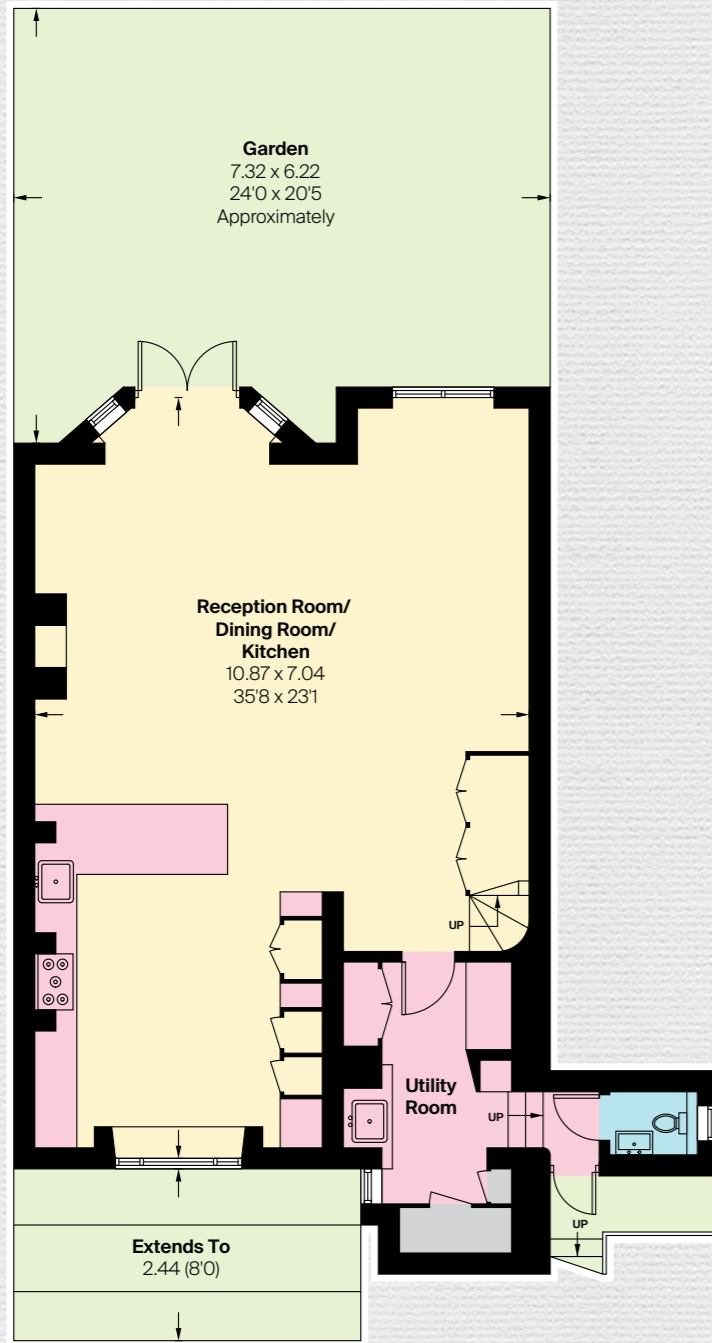 Garden
7.32 x 6.22
24'0 x 20'5
Approximately
Reception Room/
Dining Room/
Kitchen
10.87 x 7.04
35'8 x 23'1
UP
Utility
Room
UP
UP
Extends To
2.44 (8'0)